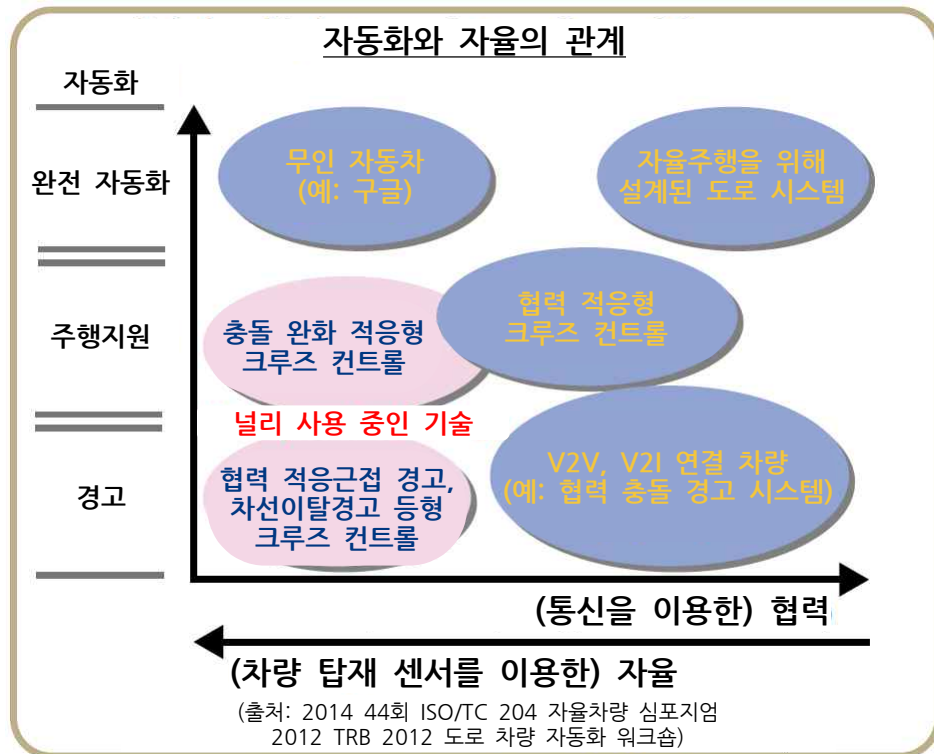 자동화와 자율의 관계
자동화
완전 자동화
무인 자동차
(예: 구글)
자율주행을 위해
설계된 도로 시스템
주행지원
충돌 완화 적응형
크루즈 컨트롤
협력 적응형
크루즈 컨트롤
널리 사용 중인 기술
경고
협력 적응근접 경고,
차선이탈경고 등형
크루즈 컨트롤
V2V, V2I 연결 차량
(예: 협력 충돌 경고 시스템)
(통신을 이용한) 협력
(차량 탑재 센서를 이용한) 자율
(출처: 2014 44회 ISO/TC 204 자율차량 심포지엄
2012 TRB 2012 도로 차량 자동화 워크숍)